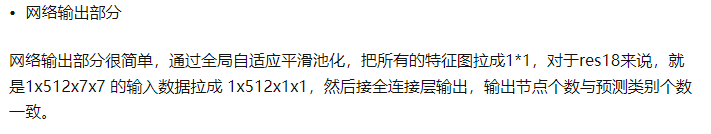 • 网络输出部分
网络输出部分很简单，通过全局自适应平滑池化，把所有的特征图拉成1*1，对于res18来说，就
是1x512x7x7 的输入数据拉成 1x512x1x1，然后接全连接层输出，输出节点个数与预测类别个数
一致。